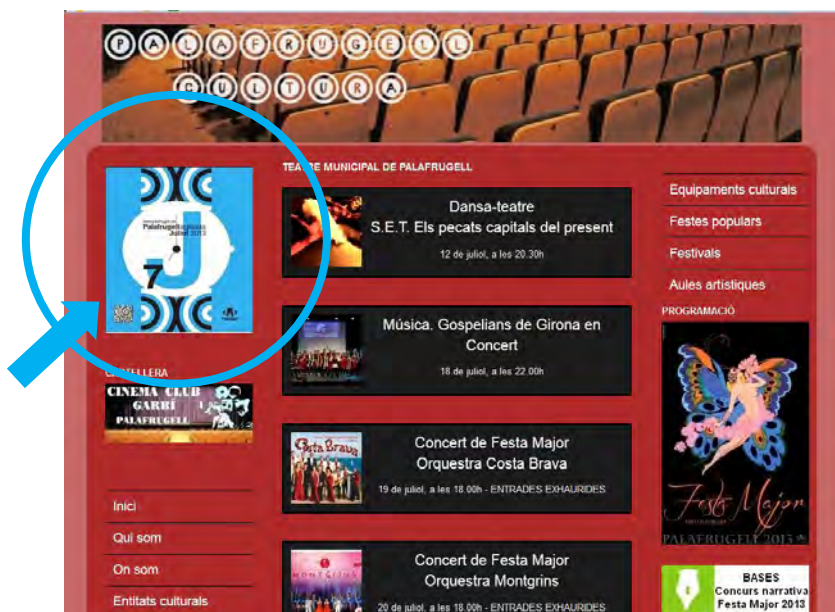 PALAFRUGELL
CULTURA
Palafrugell
Juliol 2013
J
7
CARTELLERA
CINEMA CLUB
GARBÍ
PALAFRUGELL
Inici
Qui som
On som
Entitats culturals
TEATRE MUNICIPAL DE PALAFRUGELL
Dansa-teatre
S.E.T. Els pecats capitals del present
12 de juliol, a les 20.30h
Música. Gospelians de Girona en
Concert
18 de juliol, a les 22.00h
Costa Brava
Concert de Festa Major
Orquestra Costa Brava
19 de juliol, a les 18.00h - ENTRADES EXHAURIDES
MONTGRINS
Concert de Festa Major
Orquestra Montgrins
20 de juliol, a les 18.00h - ENTRADES EXHAURIDES
Equipaments culturals
Festes populars
Festivals
Aules artístiques
PROGRAMACIÓ
Festa Major
PALAFRUGELL 2013
BASES
Concurs narrativa
Festa Major 2013